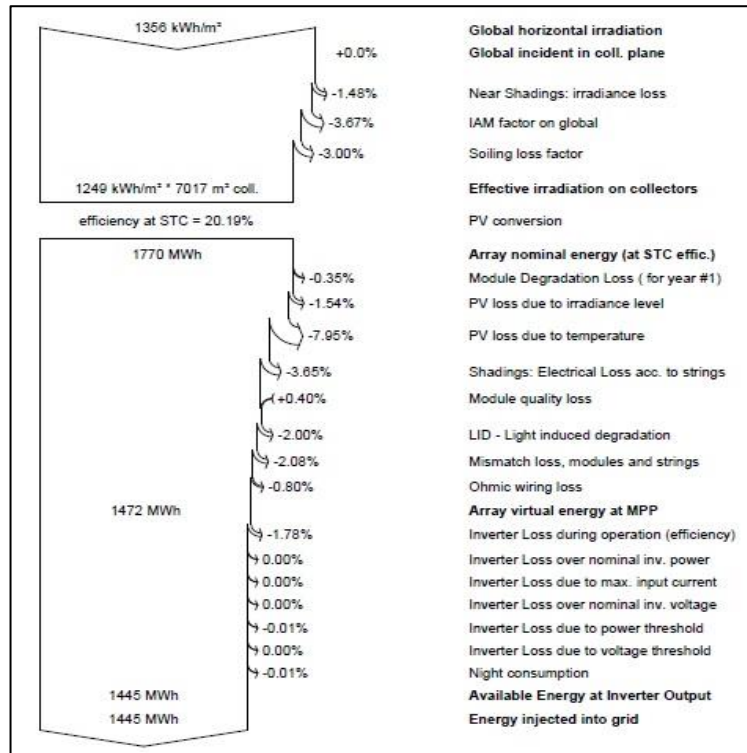 1356 kWh/m² Global horizontal irradiation
+0.0% Global incident in coll. plane
-1.48% Near Shadings: irradiance loss
-3.67% IAM factor on global
-3.00% Soiling loss factor
1249 kWh/m² * 7017 m² coll. Effective irradiation on collectors
efficiency at STC = 20.19% PV conversion
1770 MWh Array nominal energy (at STC effic.)
-0.35% Module Degradation Loss ( for year #1)
-1.54% PV loss due to irradiance level
-7.95% PV loss due to temperature
-3.65% Shadings: Electrical Loss acc. to strings
+0.40% Module quality loss
-2.00% LID - Light induced degradation
-2.08% Mismatch loss, modules and strings
-0.80% Ohmic wiring loss
1472 MWh Array virtual energy at MPP
-1.78% Inverter Loss during operation (efficiency)
0.00% Inverter Loss over nominal inv. power
0.00% Inverter Loss due to max. input current
0.00% Inverter Loss over nominal inv. voltage
-0.01% Inverter Loss due to power threshold
0.00% Inverter Loss due to voltage threshold
-0.01% Night consumption
1445 MWh Available Energy at Inverter Output
1445 MWh Energy injected into grid